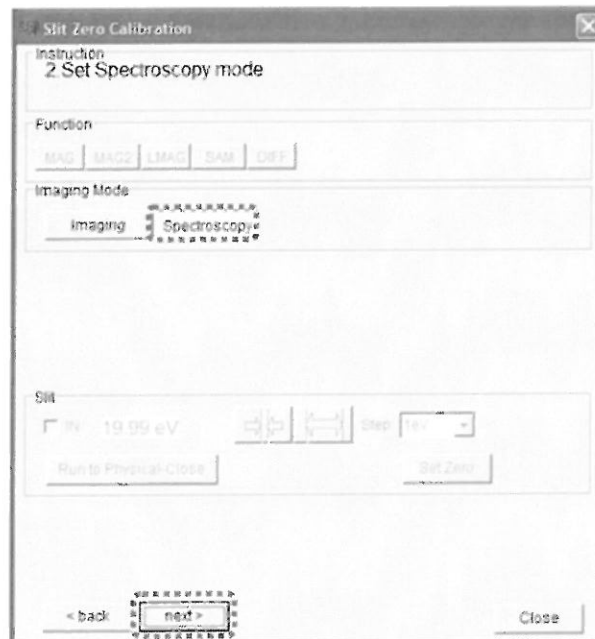 Slit Zero Calibration
Instruction
2 Set Spectroscopy mode
Function
MAG MAG2 LMAG SAM DIFF
Imaging Mode
Imaging Spectroscopy
Slit
IN 19.99 eV Step 1eV
Run to Physical-Close Set Zero
< back next > Close